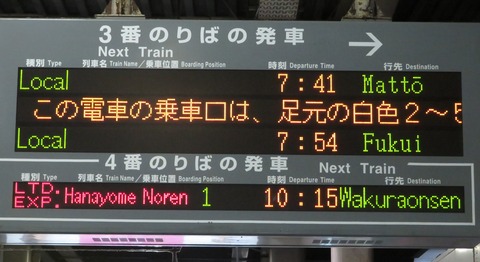 3番のりばの発車 →
Next Train
種別 Type 列車名 Train Name／乗車位置 Boarding Position 時刻 Departure Time 行先 Destination
Local 7:41 Mattō
この電車の乗車口は、足元の白色2～5
Local 7:54 Fukui
4番のりばの発車 Next Train
種別 Type 列車名 Train Name／乗車位置 Boarding Position 時刻 Departure Time 行先 Destination
LTD. EXP. Hanayome Noren 1 10:15 Wakuraonsen